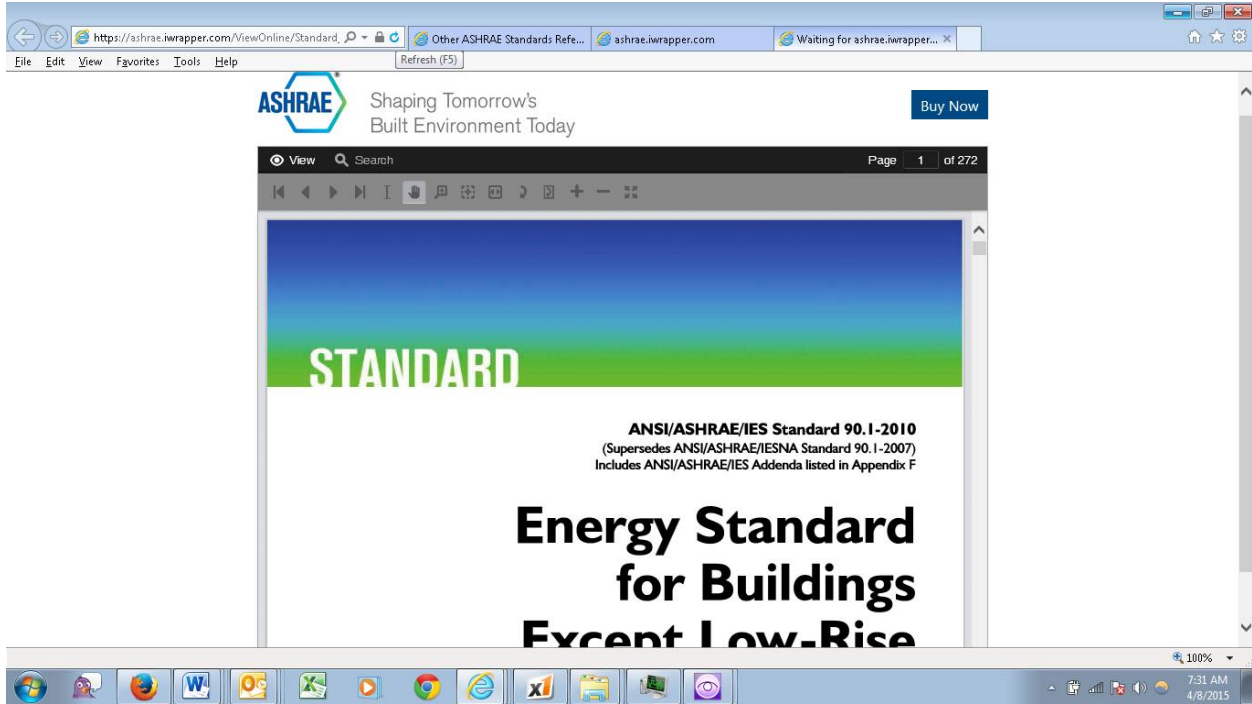 https://ashrae.iwrapper.com/ViewOnline/Standard_
Other ASHRAE Standards Refe...
ashrae.iwrapper.com
Waiting for ashrae.iwrapper...
File Edit View Favorites Tools Help
Refresh (F5)
ASHRAE
Shaping Tomorrow's
Built Environment Today
Buy Now
View Search Page 1 of 272
STANDARD
ANSI/ASHRAE/IES Standard 90.1-2010
(Supersedes ANSI/ASHRAE/IESNA Standard 90.1-2007)
Includes ANSI/ASHRAE/IES Addenda listed in Appendix F
Energy Standard
for Buildings
Except Low-Rise
100%
7:31 AM
4/8/2015